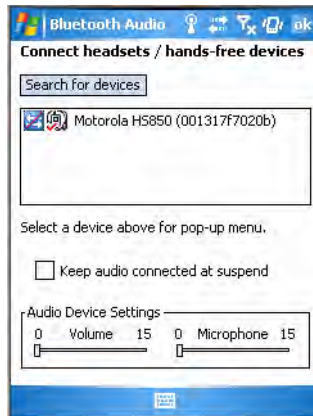 Bluetooth Audio ok
Connect headsets / hands-free devices
Search for devices
Motorola HS850 (001317f7020b)
Select a device above for pop-up menu.
Keep audio connected at suspend
Audio Device Settings
0 Volume 15 0 Microphone 15